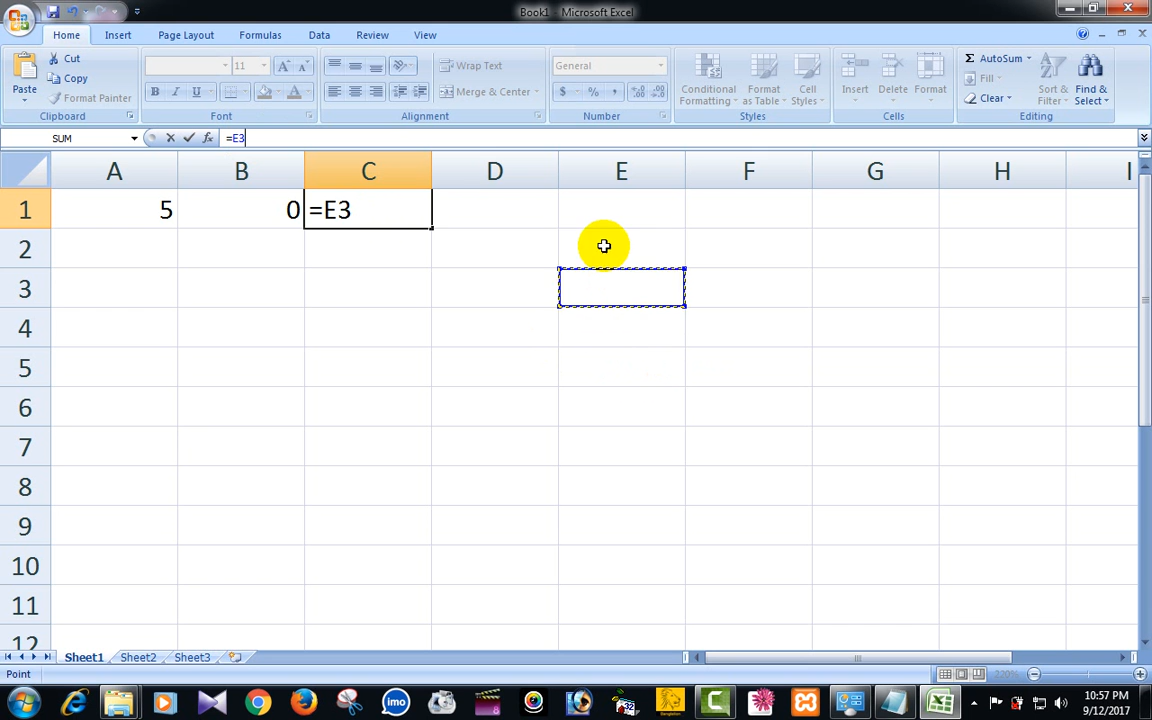 Book1 - Microsoft Excel
Home Insert Page Layout Formulas Data Review View
Cut
Copy
Format Painter
Paste
Clipboard
11
B I U
Font
Wrap Text
Merge & Center
Alignment
General
$ % ,
Number
Conditional Formatting
Format as Table
Cell Styles
Styles
Insert Delete Format
Cells
Σ AutoSum
Fill
Clear
Sort & Filter
Find & Select
Editing
SUM fx =E3
A B C D E F G H I
1 5 0 =E3
2
3
4
5
6
7
8
9
10
11
12
Sheet1 Sheet2 Sheet3
Point
10:57 PM
9/12/2017